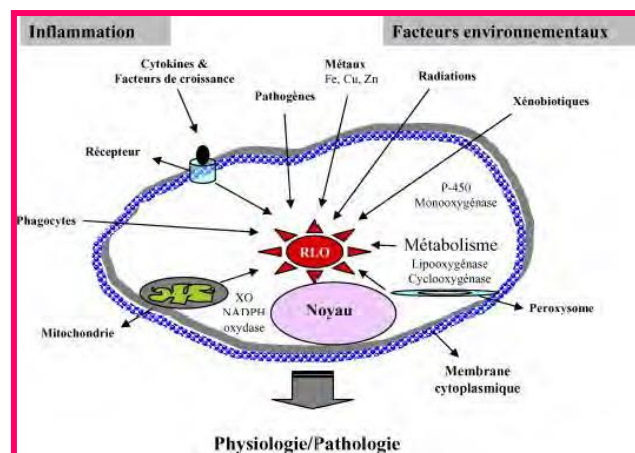 Inflammation
Facteurs environnementaux
Cytokines &
Facteurs de croissance
Métaux
Fe, Cu, Zn
Radiations
Pathogènes
Xénobiotiques
Récepteur
P-450
Monooxygénase
Phagocytes
RLO
Métabolisme
Lipooxygénase
Cyclooxygénase
XO
NADPH
oxydase
Noyau
Peroxysome
Mitochondrie
Membrane
cytoplasmique
Physiologie/Pathologie